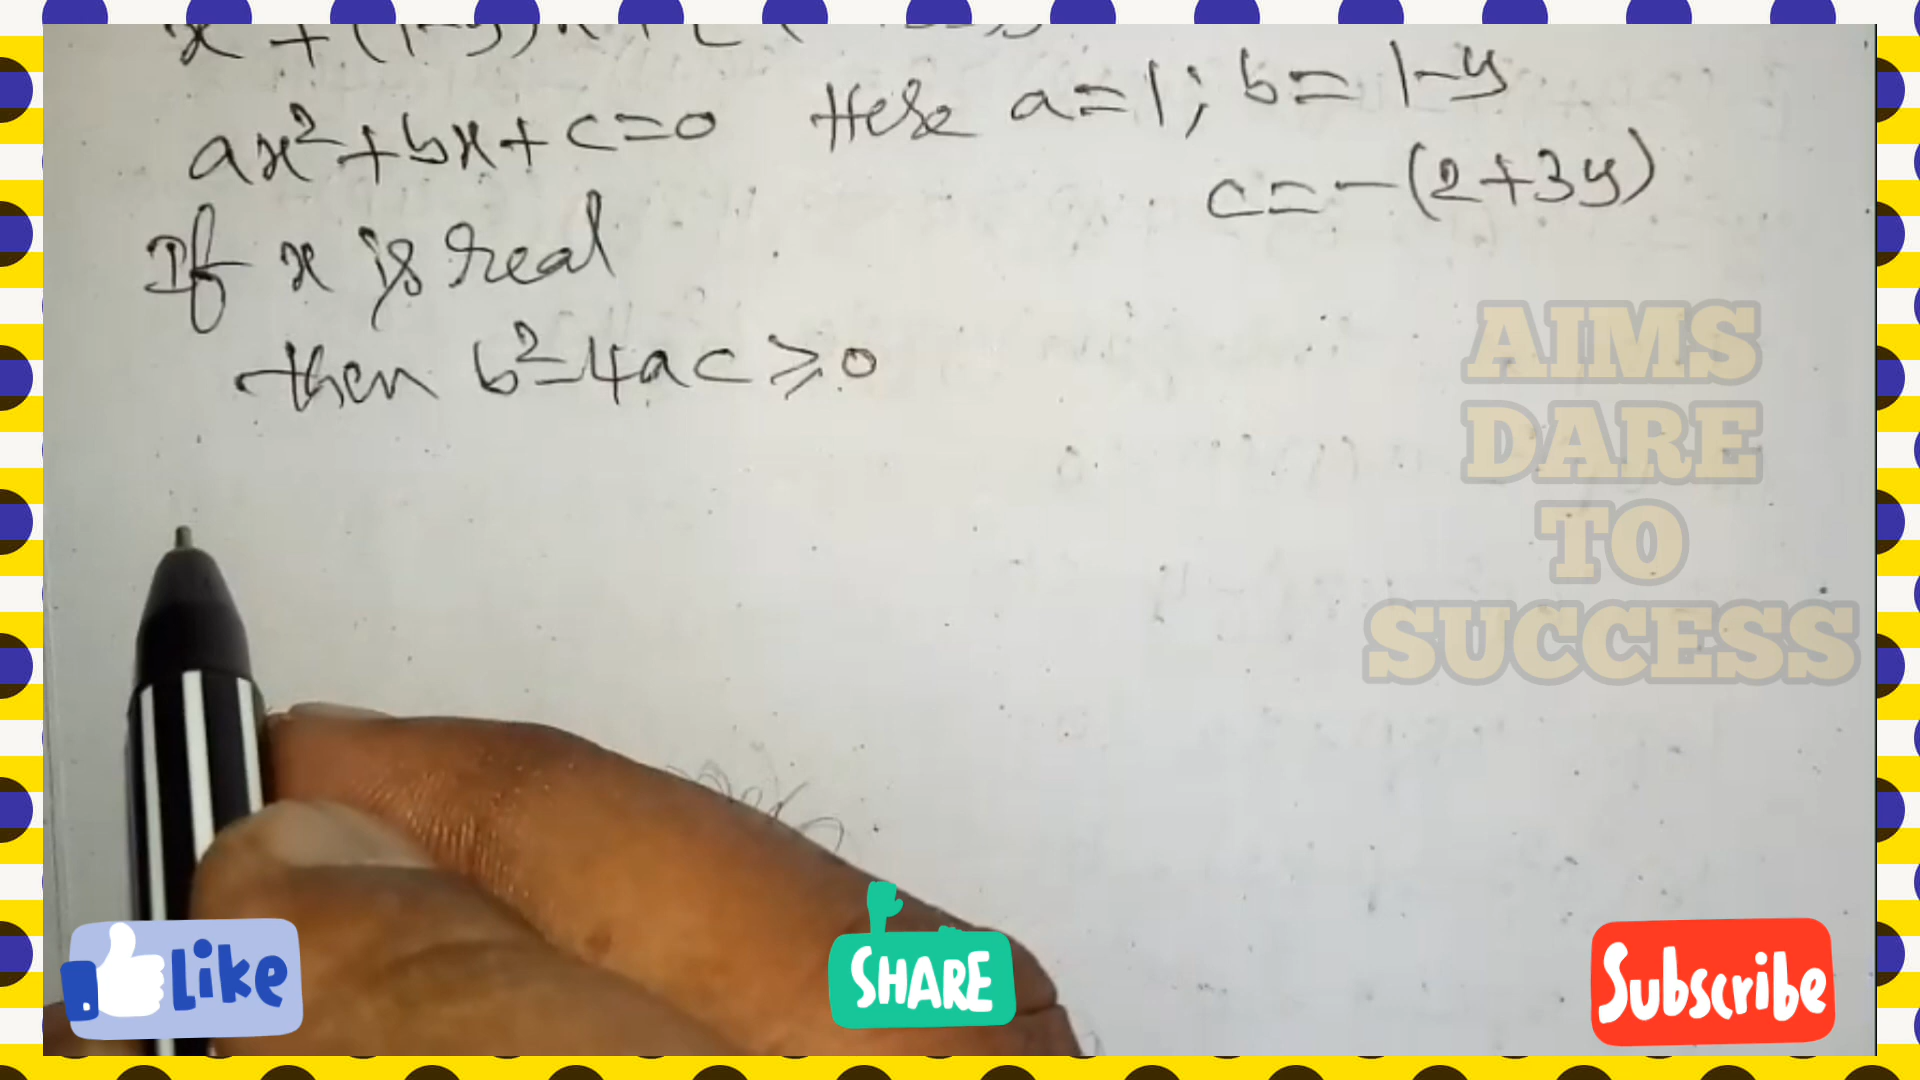 ax²+bx+c=0 Here a=1; b= 1-y
c=-(2+3y)
If x is real
then b²-4ac≥0
AIMS
DARE
TO
SUCCESS
Like
SHARE
Subscribe